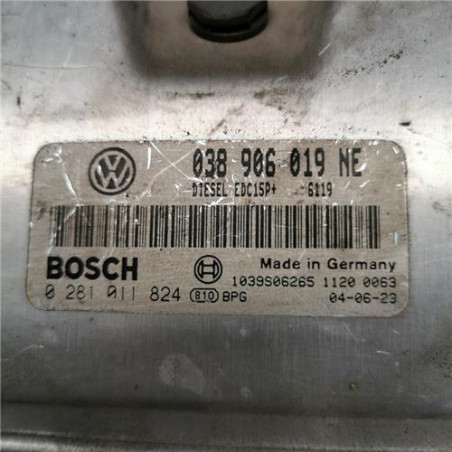 038 906 019 NE
DIESEL EDC15P+ 6119
BOSCH
Made in Germany
1039S06265 1120 0063
0 281 011 824 810 BPG 04-06-23